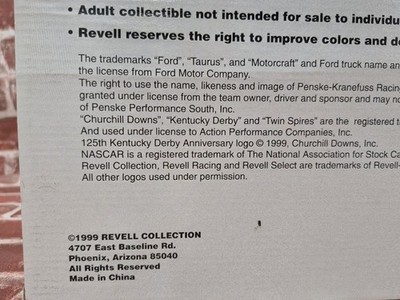 • Adult collectible not intended for sale to individu
• Revell reserves the right to improve colors and de
The trademarks “Ford”, “Taurus”, and “Motorcraft” and Ford truck name an
the license from Ford Motor Company.
The right to use the name, likeness and image of Penske-Kranefuss Racin
granted under license from the team owner, driver and sponsor and may no
of Penske Performance South, Inc.
“Churchill Downs”, “Kentucky Derby” and “Twin Spires” are the registered t
And used under license to Action Performance Companies, Inc.
125th Kentucky Derby Anniversary logo © 1999, Churchill Downs, Inc.
NASCAR is a registered trademark of The National Association for Stock Ca
Revell Collection, Revell Racing and Revell Select are trademarks of Revell-
All other logos used under permission.
©1999 REVELL COLLECTION
4707 East Baseline Rd.
Phoenix, Arizona 85040
All Rights Reserved
Made in China